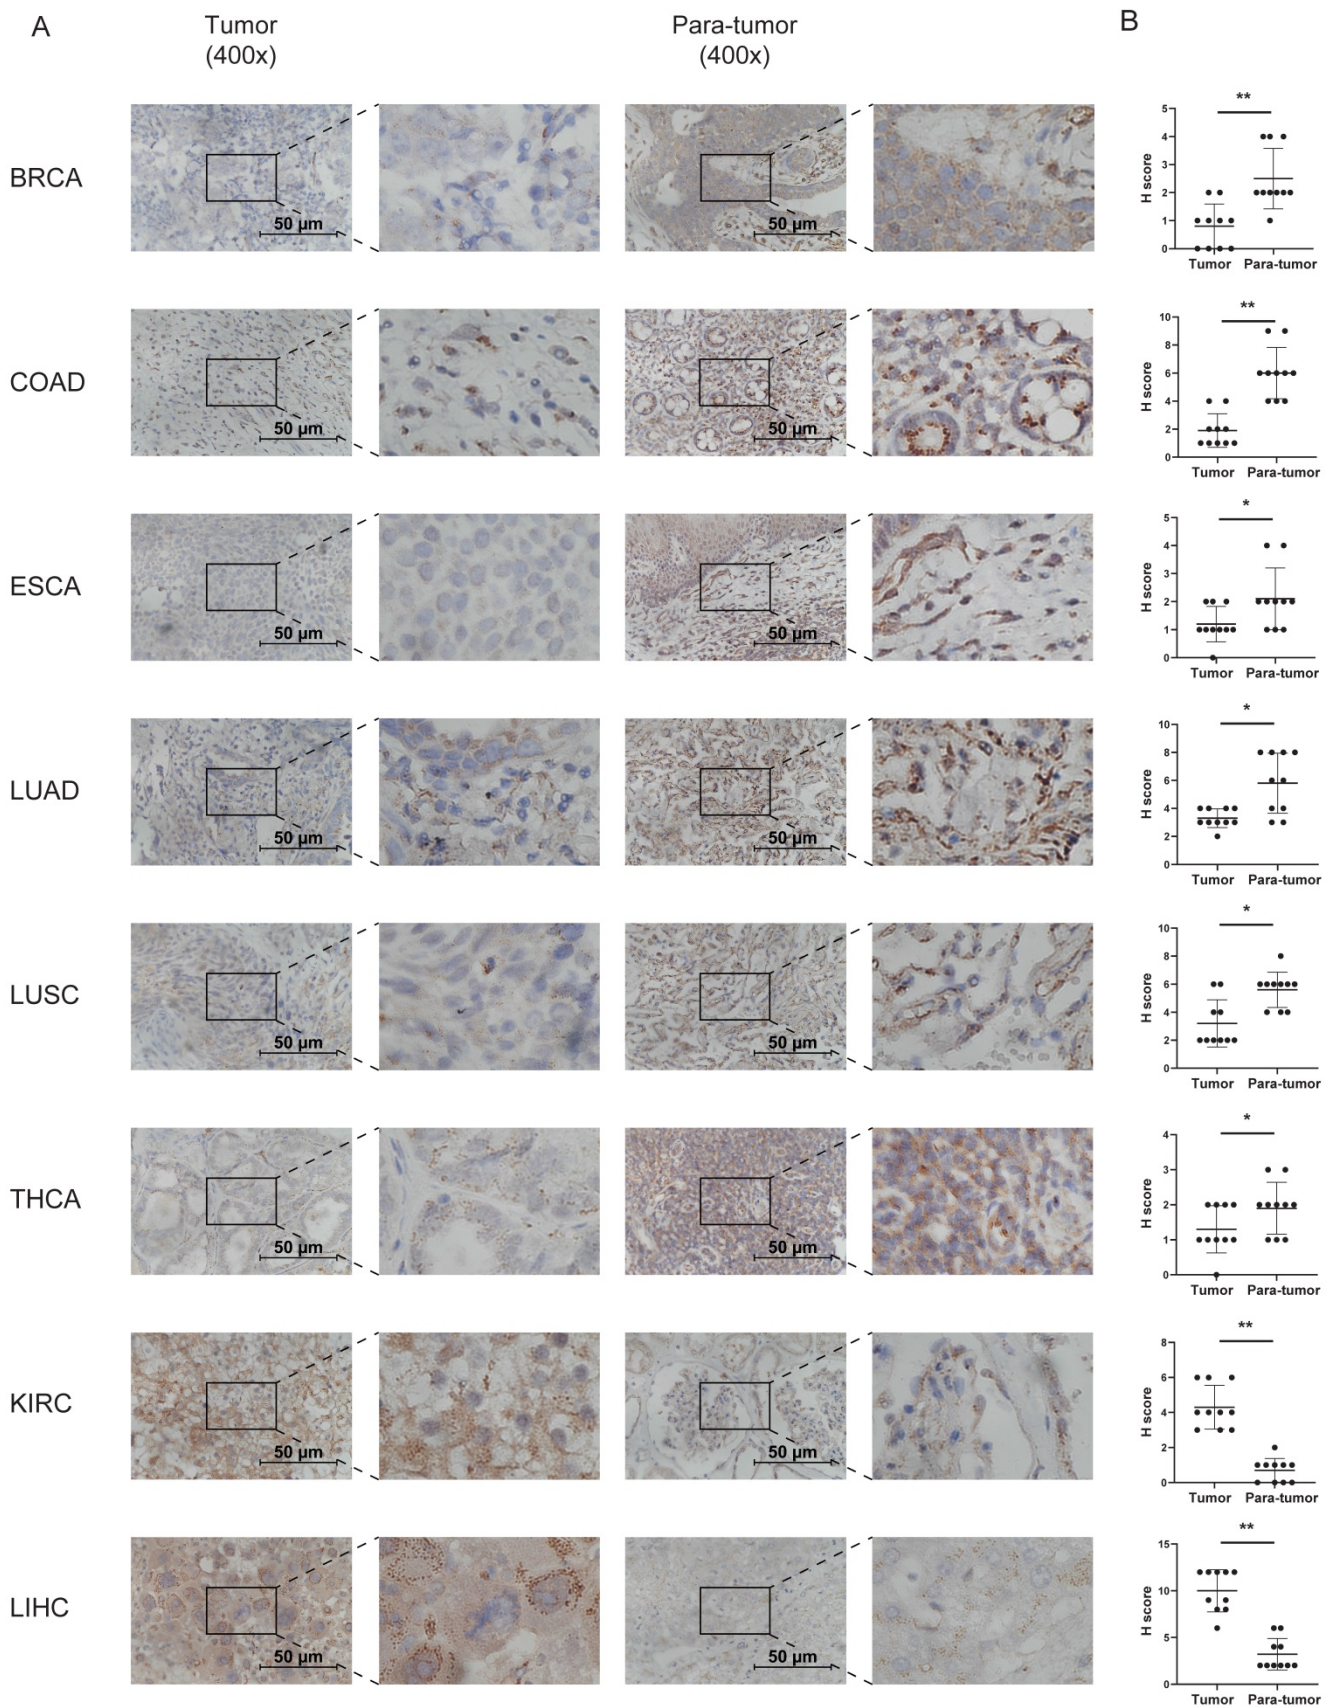 A
Tumor
(400x)
Para-tumor
(400x)
B
BRCA
50 µm
50 µm
**
H score
5
4
3
2
1
0
Tumor
Para-tumor
COAD
50 µm
50 µm
**
H score
10
8
6
4
2
0
Tumor
Para-tumor
ESCA
50 µm
50 µm
*
H score
5
4
3
2
1
0
Tumor
Para-tumor
LUAD
50 µm
50 µm
*
H score
10
8
6
4
2
0
Tumor
Para-tumor
LUSC
50 µm
50 µm
*
H score
10
8
6
4
2
0
Tumor
Para-tumor
THCA
50 µm
50 µm
*
H score
4
3
2
1
0
Tumor
Para-tumor
KIRC
50 µm
50 µm
**
H score
8
6
4
2
0
Tumor
Para-tumor
LIHC
50 µm
50 µm
**
H score
15
10
5
0
Tumor
Para-tumor